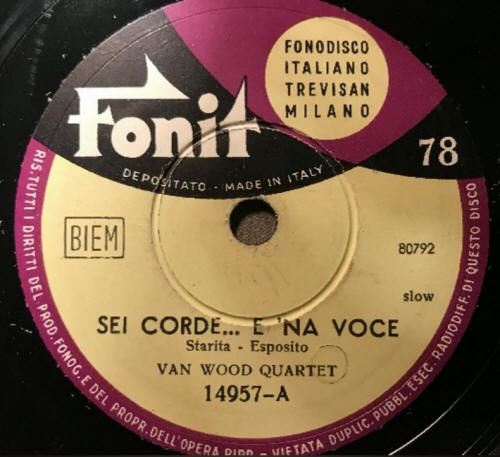 FONODISCO
ITALIANO
TREVISAN
MILANO
Fonit
78
DEPOSITATO · MADE IN ITALY
BIEM
80792
slow
SEI CORDE... E 'NA VOCE
Starita - Esposito
VAN WOOD QUARTET
14957-A
RIS. TUTTI I DIRITTI DEL PROD. FONOG. E DEL PROPR. DELL'OPERA RIPR. - VIETATA DUPLIC. PUBBL. ESEC. RADIODIFF. DI QUESTO DISCO